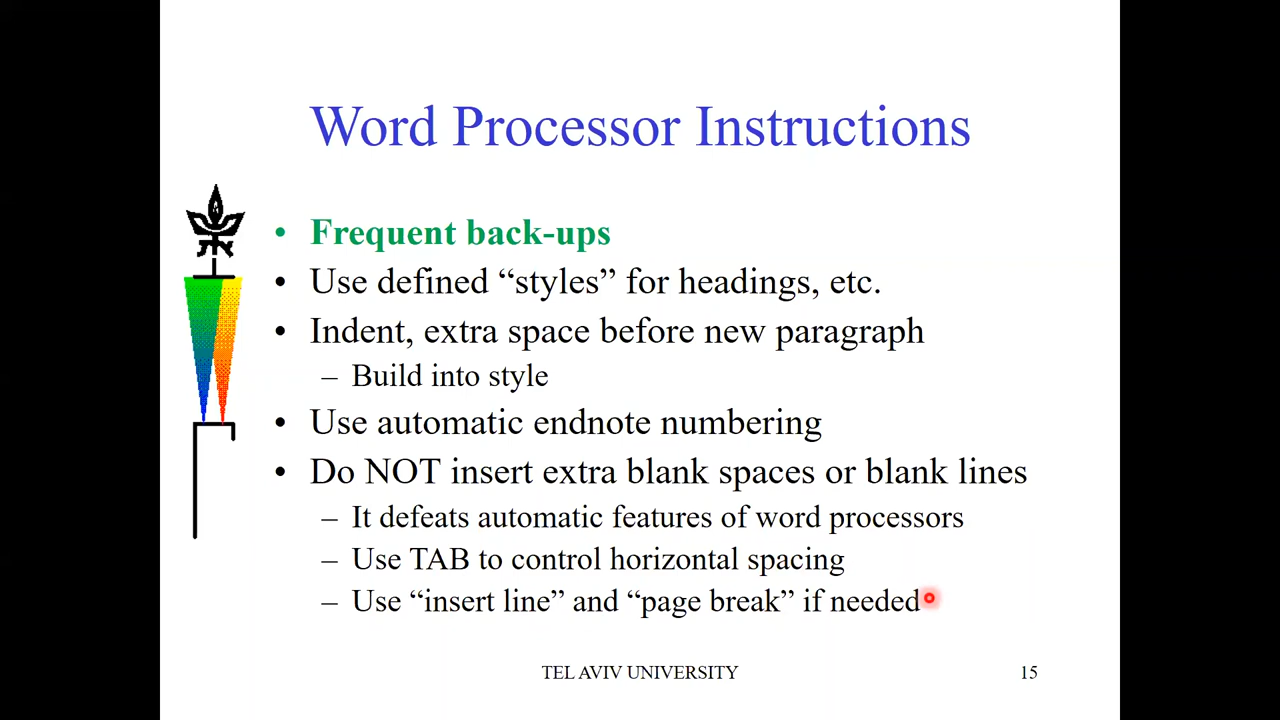 Word Processor Instructions
• Frequent back-ups
• Use defined “styles” for headings, etc.
• Indent, extra space before new paragraph
– Build into style
• Use automatic endnote numbering
• Do NOT insert extra blank spaces or blank lines
– It defeats automatic features of word processors
– Use TAB to control horizontal spacing
– Use “insert line” and “page break” if needed
TEL AVIV UNIVERSITY
15